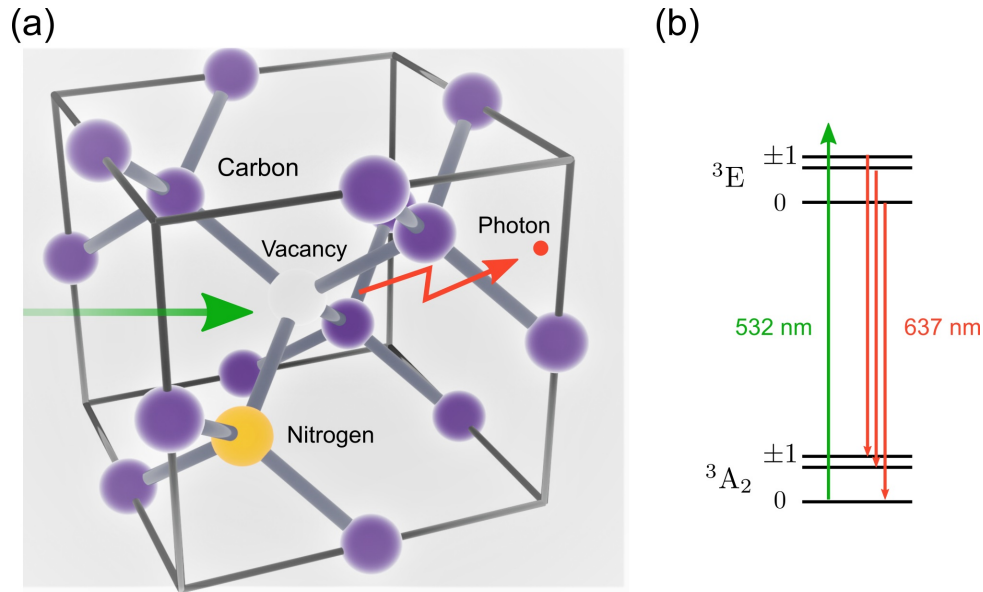 (a)
Carbon
Vacancy
Photon
Nitrogen
(b)
³E
±1
0
532 nm
637 nm
³A₂
±1
0